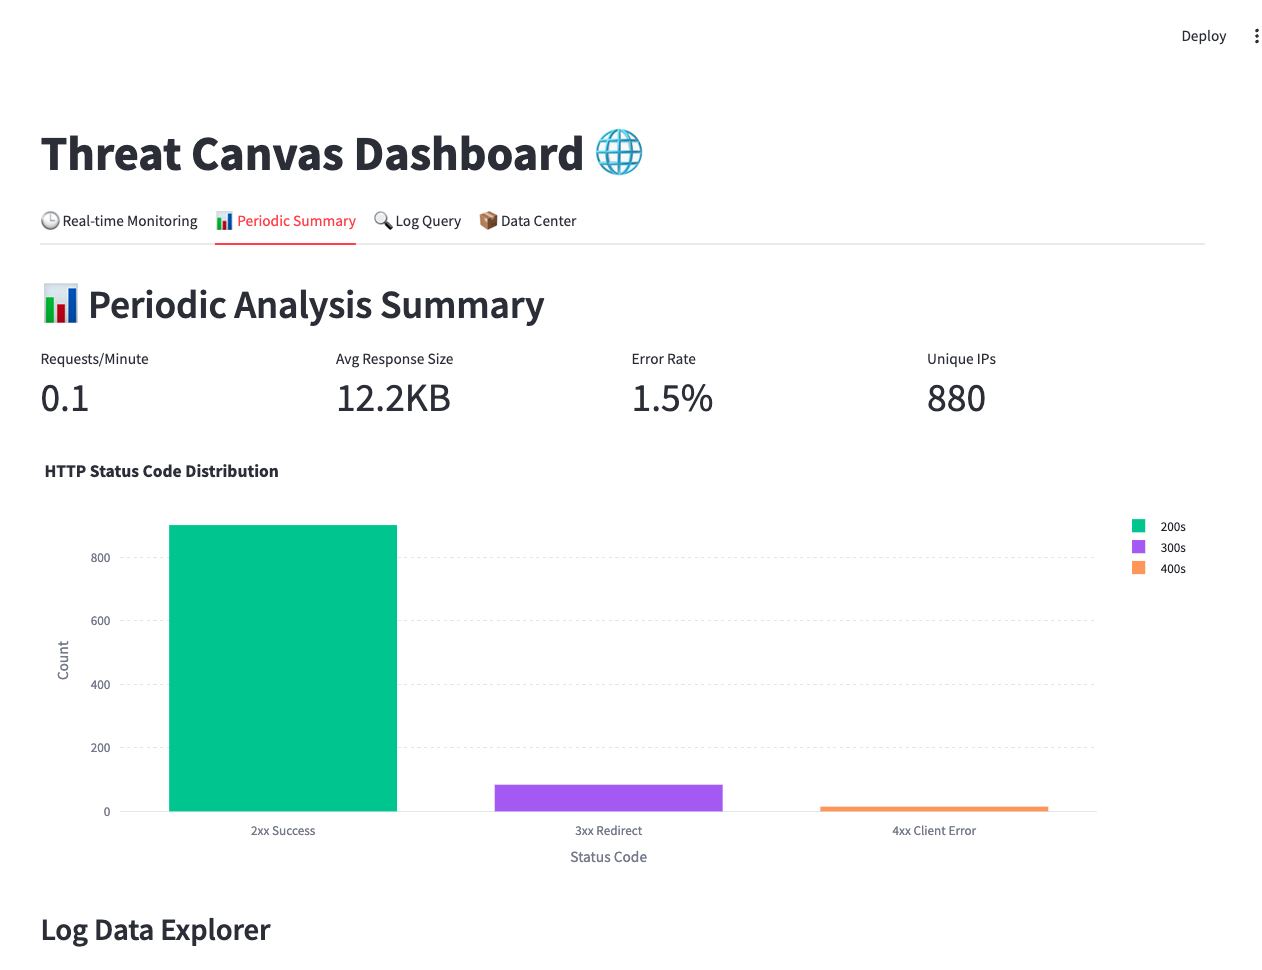 Deploy
Threat Canvas Dashboard
Real-time Monitoring Periodic Summary Log Query Data Center
Periodic Analysis Summary
Requests/Minute Avg Response Size Error Rate Unique IPs
0.1 12.2KB 1.5% 880
HTTP Status Code Distribution
200s
300s
400s
800
600
400
200
0
Count
2xx Success 3xx Redirect 4xx Client Error
Status Code
Log Data Explorer